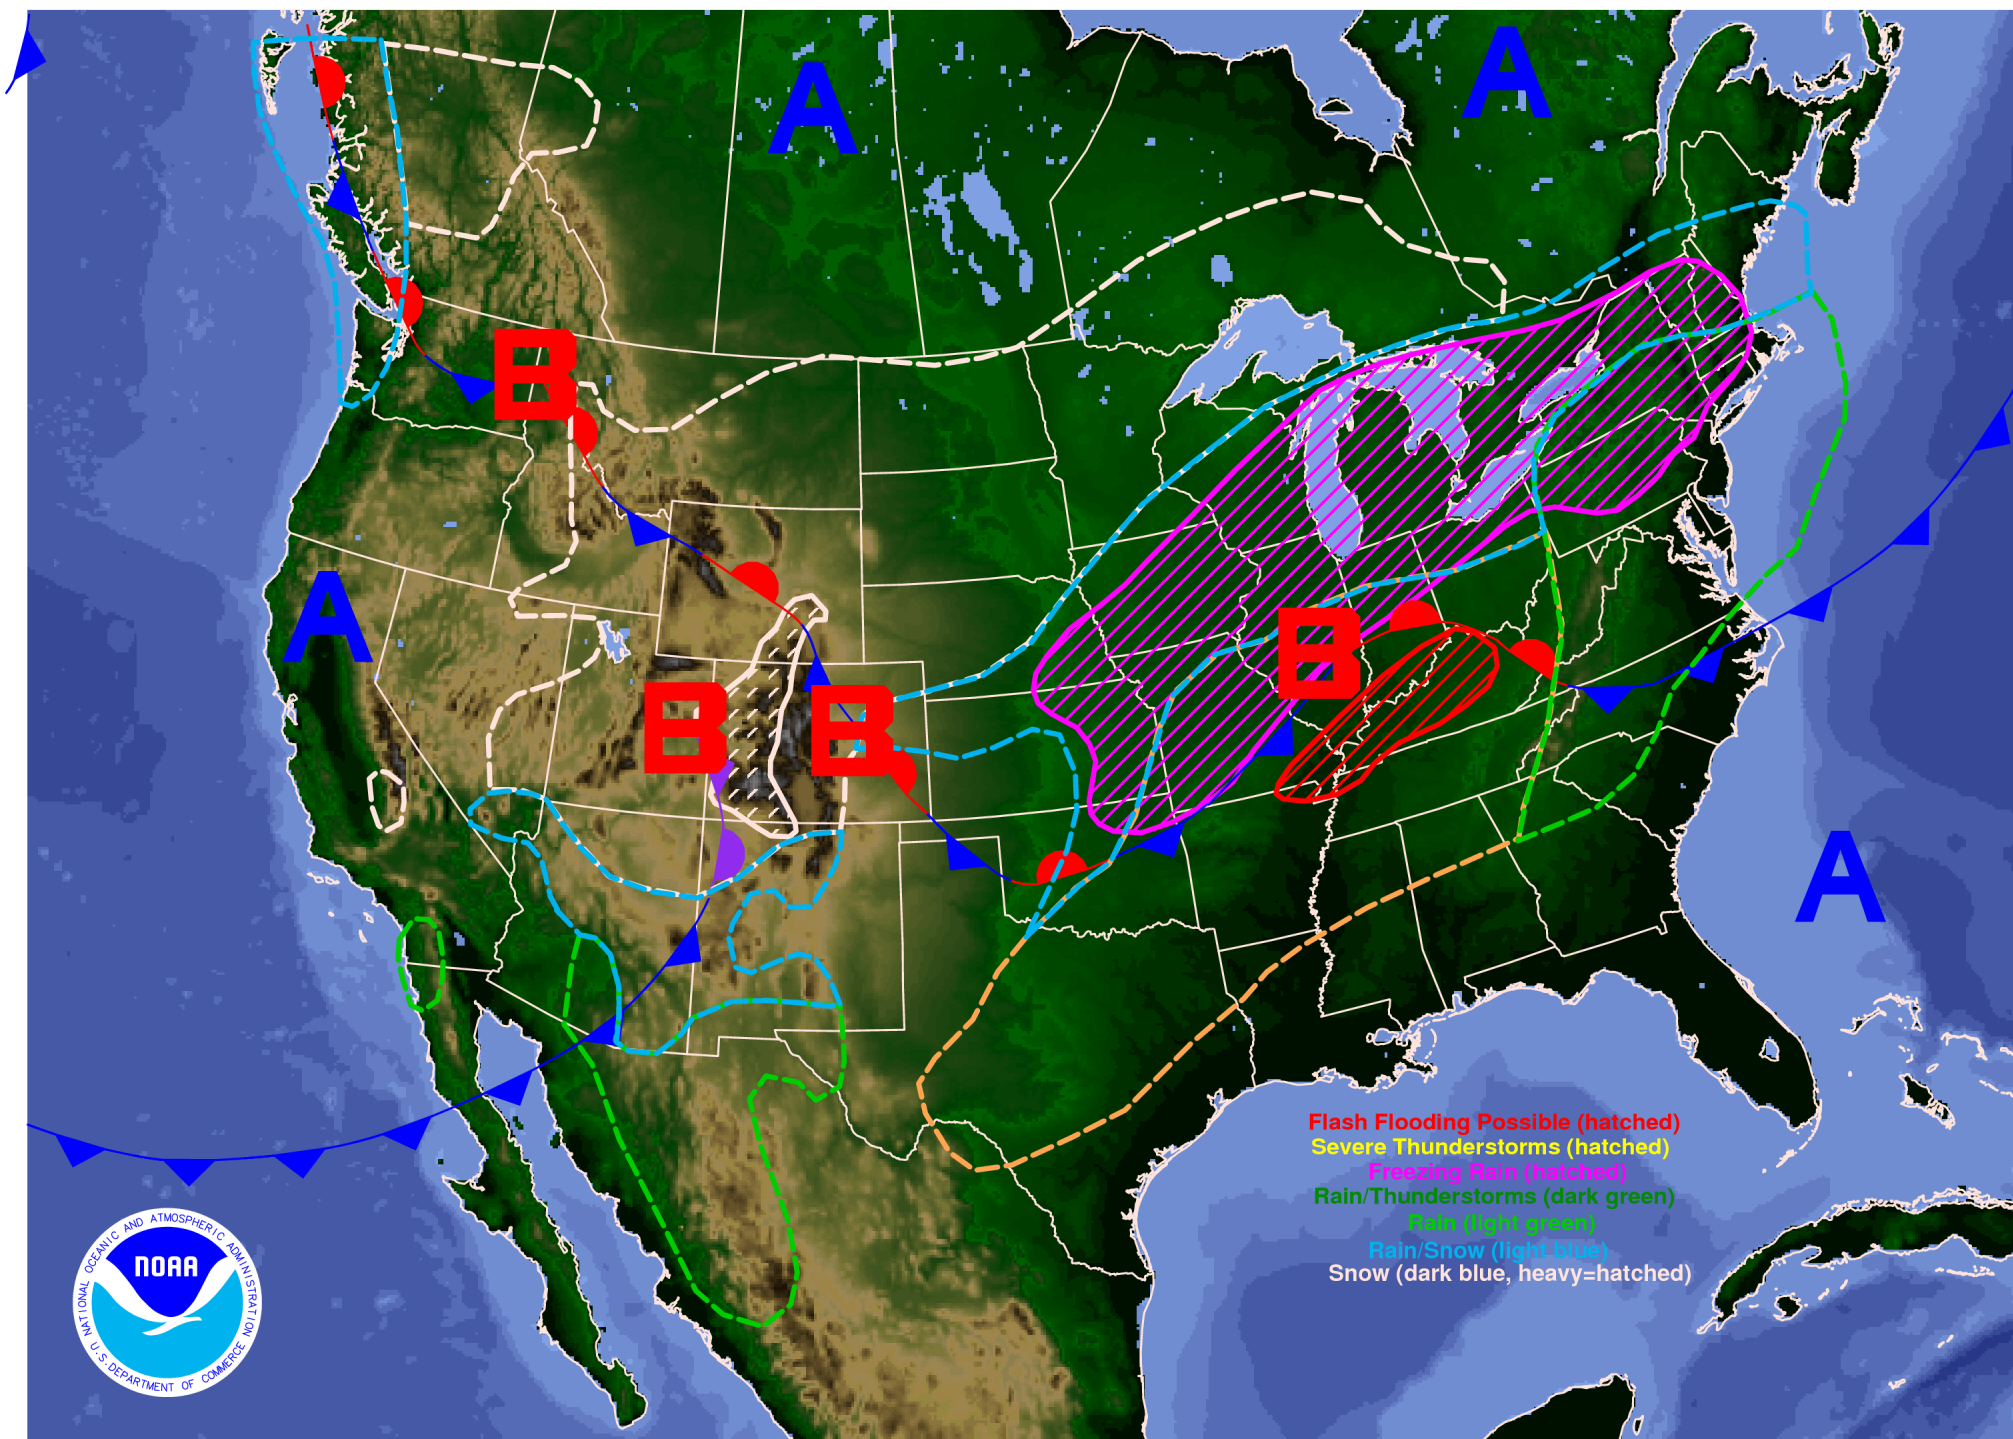 A
A
B
A
B
B
B
A
Flash Flooding Possible (hatched)
Severe Thunderstorms (hatched)
Freezing Rain (hatched)
Rain/Thunderstorms (dark green)
Rain (light green)
Rain/Snow (light blue)
Snow (dark blue, heavy=hatched)
NATIONAL OCEANIC AND ATMOSPHERIC ADMINISTRATION
NOAA
U.S. DEPARTMENT OF COMMERCE